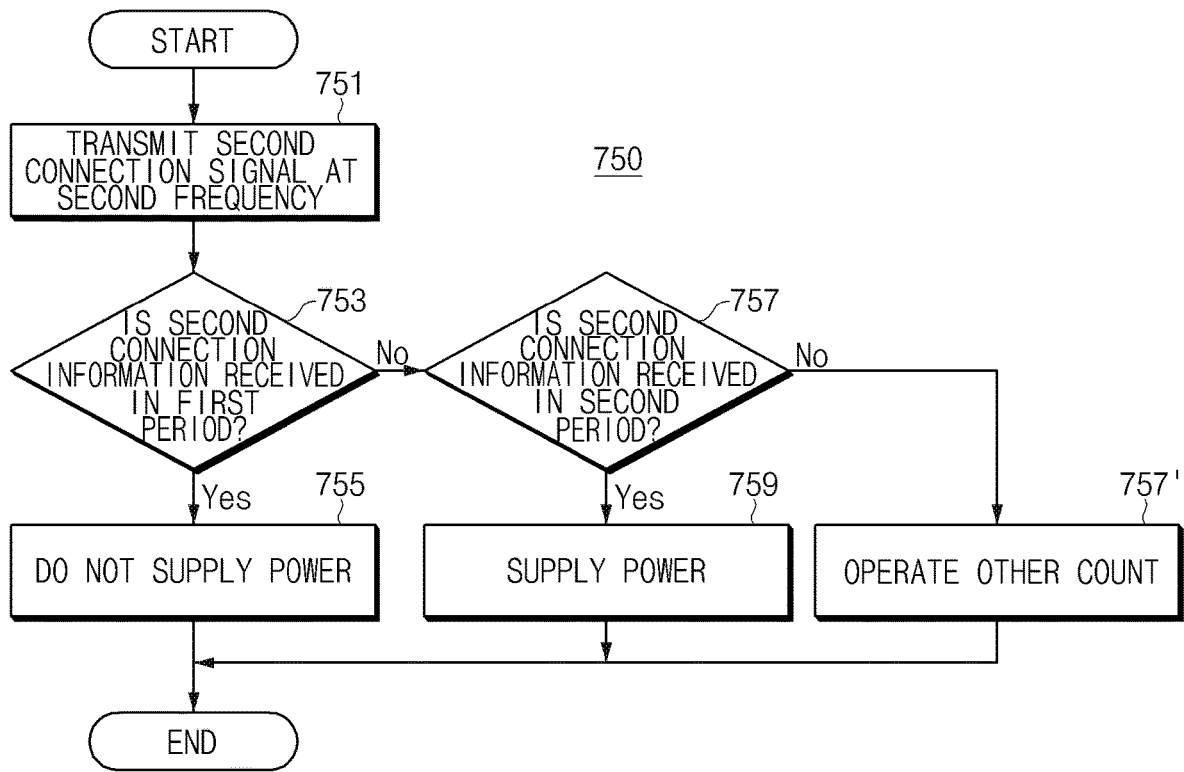 START
751
TRANSMIT SECOND
CONNECTION SIGNAL AT
SECOND FREQUENCY
750
753
IS SECOND
CONNECTION
INFORMATION RECEIVED
IN FIRST
PERIOD?
No
757
IS SECOND
CONNECTION
INFORMATION RECEIVED
IN SECOND
PERIOD?
No
Yes
755
DO NOT SUPPLY POWER
Yes
759
SUPPLY POWER
757'
OPERATE OTHER COUNT
END